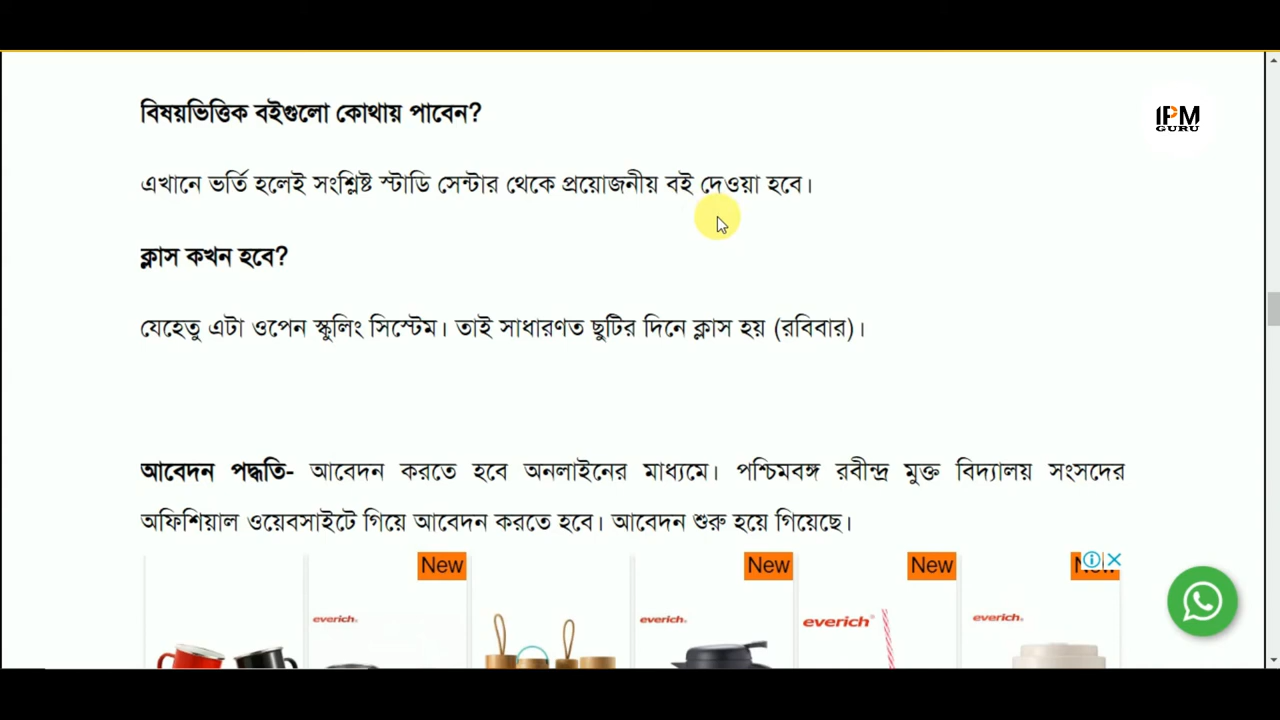 বিষয়ভিত্তিক বইগুলো কোথায় পাবেন?
IPM
GURU
এখানে ভর্তি হলেই সংশ্লিষ্ট স্টাডি সেন্টার থেকে প্রয়োজনীয় বই দেওয়া হবে।
ক্লাস কখন হবে?
যেহেতু এটা ওপেন স্কুলিং সিস্টেম। তাই সাধারণত ছুটির দিনে ক্লাস হয় (রবিবার)।
আবেদন পদ্ধতি- আবেদন করতে হবে অনলাইনের মাধ্যমে। পশ্চিমবঙ্গ রবীন্দ্র মুক্ত বিদ্যালয় সংসদের
অফিশিয়াল ওয়েবসাইটে গিয়ে আবেদন করতে হবে। আবেদন শুরু হয়ে গিয়েছে।
New New New New
everich everich everich everich